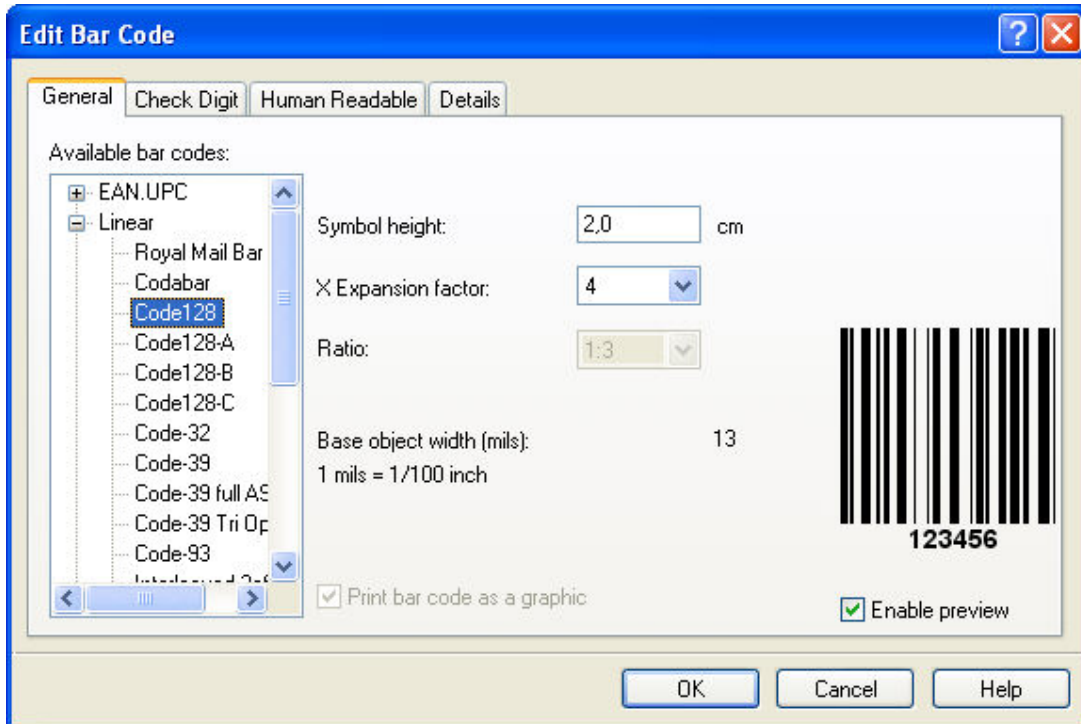 Edit Bar Code
General Check Digit Human Readable Details
Available bar codes:
EAN.UPC
Linear
Royal Mail Bar
Codabar
Code128
Code128-A
Code128-B
Code128-C
Code-32
Code-39
Code-39 full AS
Code-39 Tri Op
Code-93
Symbol height: 2,0 cm
X Expansion factor: 4
Ratio: 1:3
Base object width (mils): 13
1 mils = 1/100 inch
Print bar code as a graphic
123456
Enable preview
OK Cancel Help